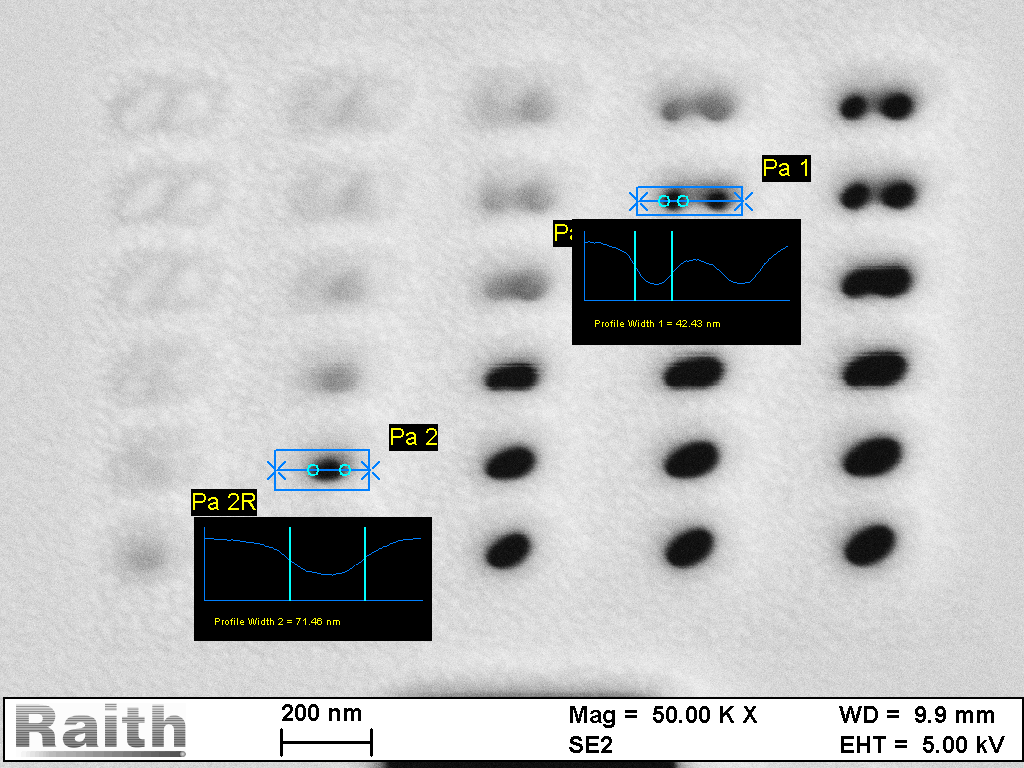 Pa 1
Profile Width 1 = 42.43 nm
Pa 2
Pa 2R
Profile Width 2 = 71.46 nm
Raith
200 nm
Mag = 50.00 K X
SE2
WD = 9.9 mm
EHT = 5.00 kV